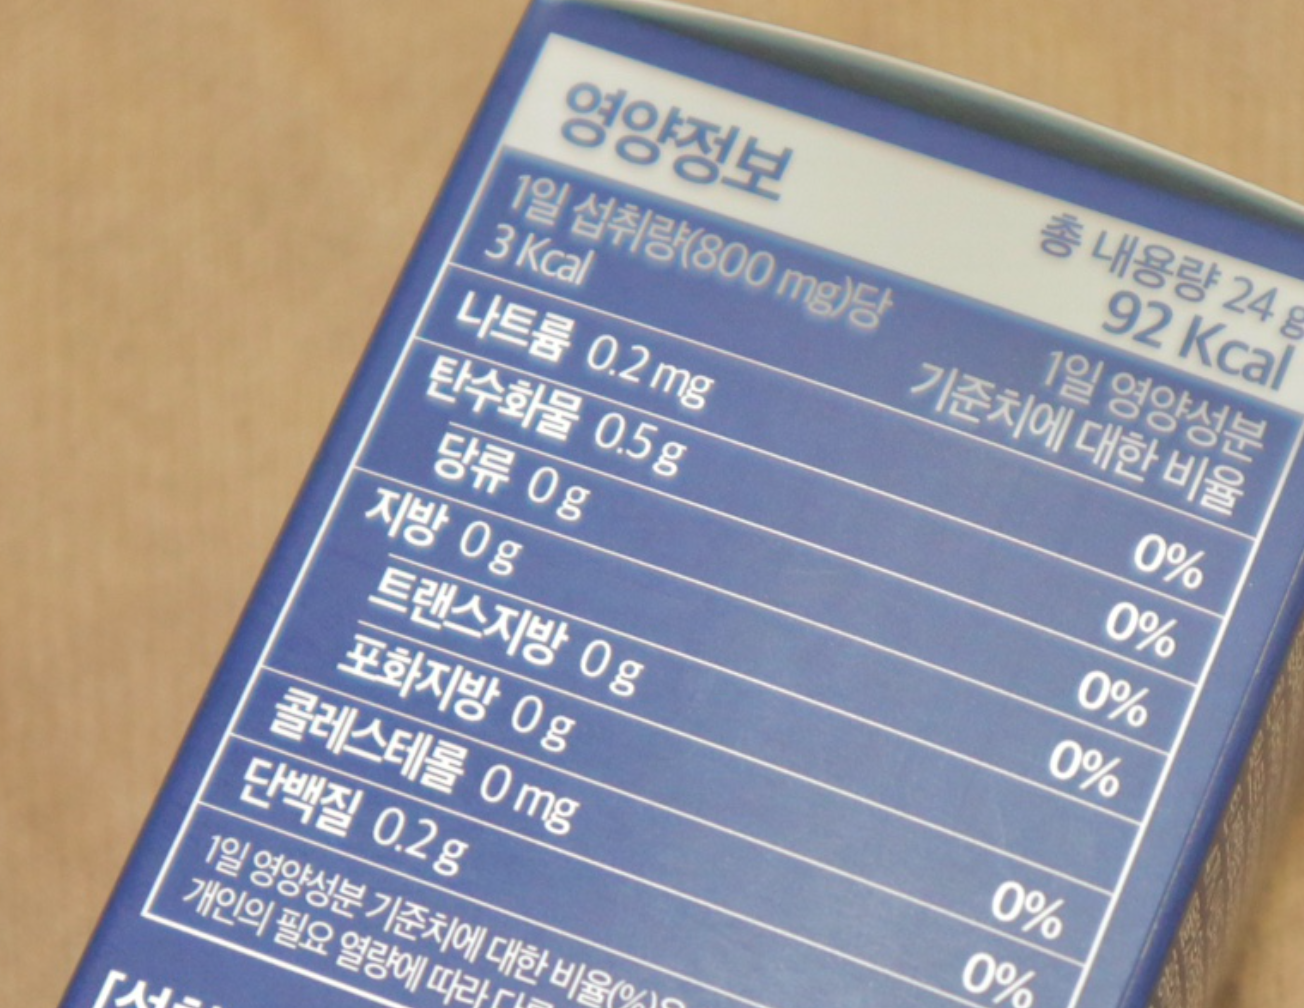 영양정보
총 내용량 24 g
92 Kcal
1일 섭취량(800 mg)당
3 Kcal
1일 영양성분
기준치에 대한 비율
나트륨 0.2 mg 0%
탄수화물 0.5 g 0%
당류 0 g 0%
지방 0 g 0%
트랜스지방 0 g
포화지방 0 g 0%
콜레스테롤 0 mg 0%
단백질 0.2 g
1일 영양성분 기준치에 대한 비율(%)은
개인의 필요 열량에 따라